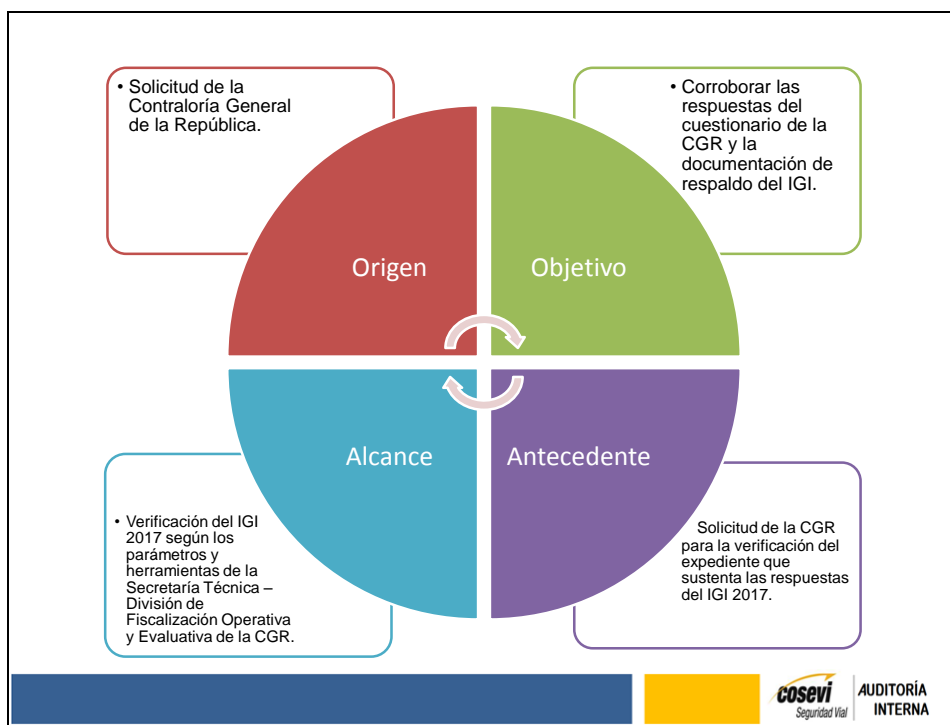 • Solicitud de la
Contraloría General
de la República.
• Corroborar las
respuestas del
cuestionario de la
CGR y la
documentación de
respaldo del IGI.
Origen
Objetivo
Alcance
Antecedente
• Verificación del IGI
2017 según los
parámetros y
herramientas de la
Secretaría Técnica –
División de
Fiscalización Operativa
y Evaluativa de la CGR.
Solicitud de la CGR
para la verificación del
expediente que
sustenta las respuestas
del IGI 2017.
cosevi
Seguridad Vial
AUDITORÍA
INTERNA